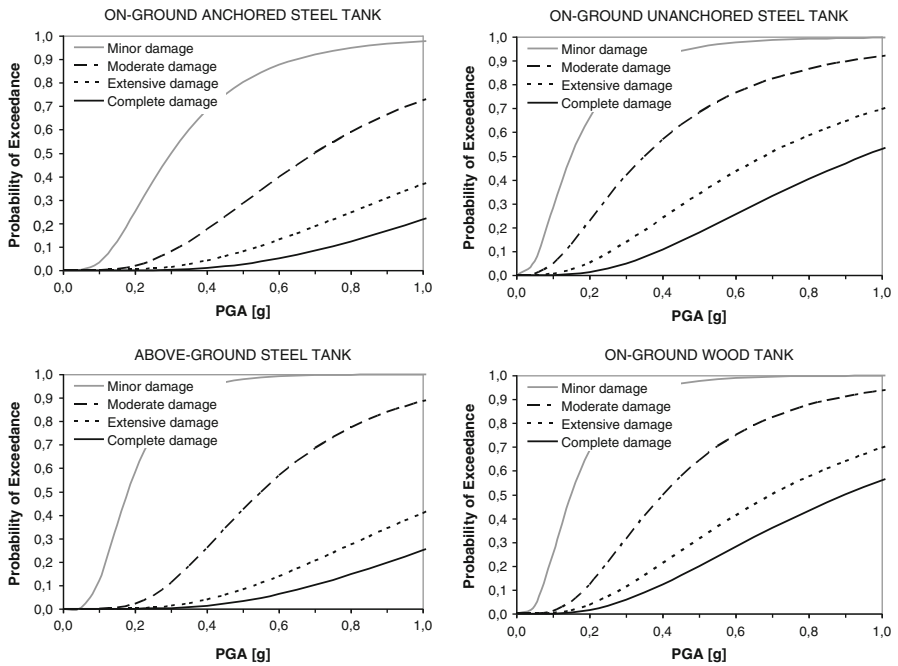 ON-GROUND ANCHORED STEEL TANK
Probability of Exceedance
1,0
0,9
0,8
0,7
0,6
0,5
0,4
0,3
0,2
0,1
0,0
Minor damage
Moderate damage
Extensive damage
Complete damage
0,0 0,2 0,4 0,6 0,8 1,0
PGA [g]
ON-GROUND UNANCHORED STEEL TANK
Probability of Exceedance
1,0
0,9
0,8
0,7
0,6
0,5
0,4
0,3
0,2
0,1
0,0
Minor damage
Moderate damage
Extensive damage
Complete damage
0,0 0,2 0,4 0,6 0,8 1,0
PGA [g]
ABOVE-GROUND STEEL TANK
Probability of Exceedance
1,0
0,9
0,8
0,7
0,6
0,5
0,4
0,3
0,2
0,1
0,0
Minor damage
Moderate damage
Extensive damage
Complete damage
0,0 0,2 0,4 0,6 0,8 1,0
PGA [g]
ON-GROUND WOOD TANK
Probability of Exceedance
1,0
0,9
0,8
0,7
0,6
0,5
0,4
0,3
0,2
0,1
0,0
Minor damage
Moderate damage
Extensive damage
Complete damage
0,0 0,2 0,4 0,6 0,8 1,0
PGA [g]